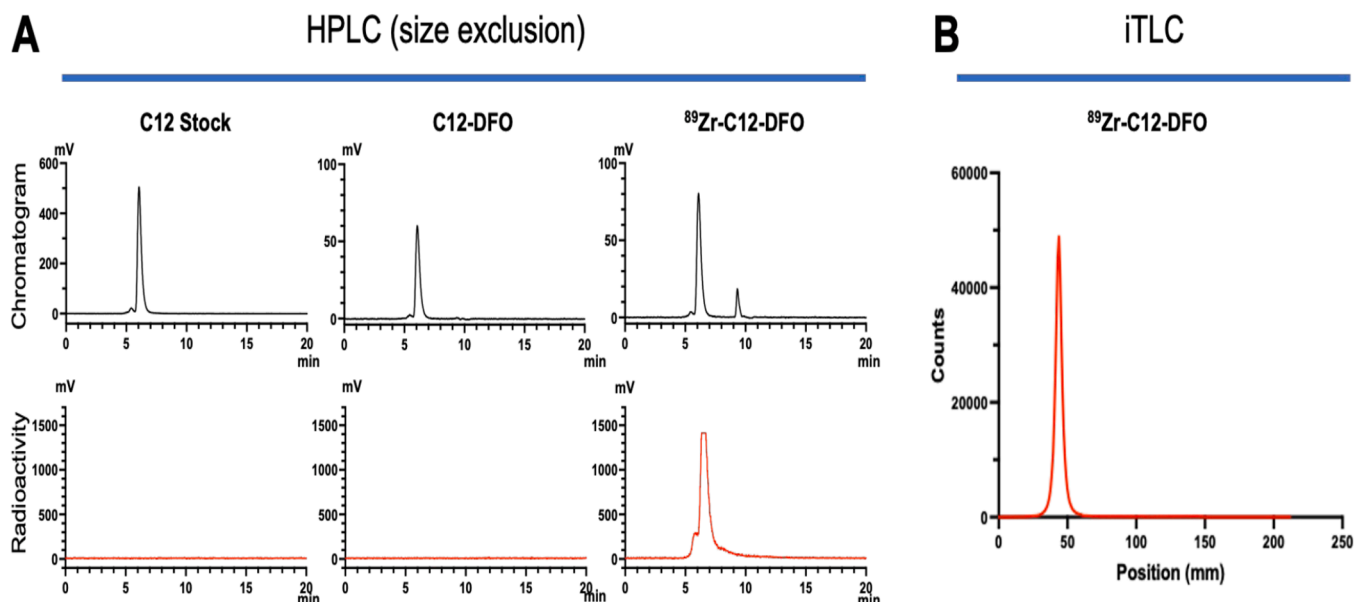 A
HPLC (size exclusion)
B
iTLC
C12 Stock
C12-DFO
⁸⁹Zr-C12-DFO
⁸⁹Zr-C12-DFO
Chromatogram
mV
600
400
200
0
0
5
10
15
20
min
mV
100
50
0
0
5
10
15
20
min
mV
100
50
0
0
5
10
15
20
min
Radioactivity
mV
1500
1000
500
0
0
5
10
15
20
min
mV
1500
1000
500
0
0
5
10
15
20
min
mV
1500
1000
500
0
0
5
10
15
20
min
Counts
60000
40000
20000
0
0
50
100
150
200
250
Position (mm)